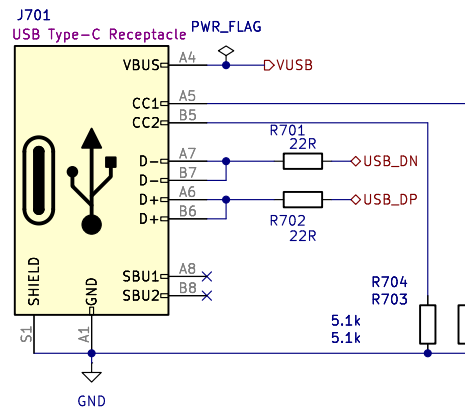 J701
USB Type-C Receptacle
PWR_FLAG
VBUS A4
VUSB
CC1 A5
CC2 B5
R701
22R
D- A7
USB_DN
D- B7
D+ A6
USB_DP
D+ B6
R702
22R
SBU1 A8
SBU2 B8
SHIELD
GND
R704
R703
5.1k
5.1k
S1
A1
GND